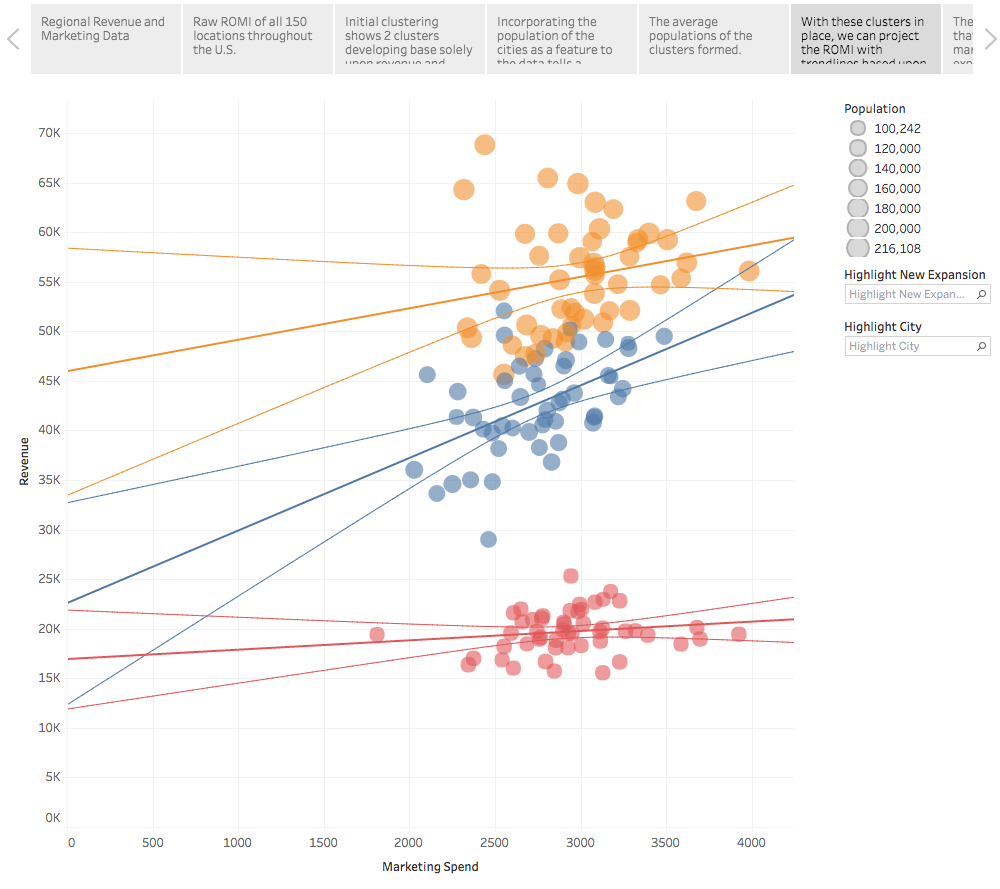 Regional Revenue and
Marketing Data
Raw ROMI of all 150
locations throughout
the U.S.
Initial clustering
shows 2 clusters
developing base solely
upon revenue and
Incorporating the
population of the
cities as a feature to
the data tells a
The average
populations of the
clusters formed.
With these clusters in
place, we can project
the ROMI with
trendlines based upon
The
tha
mar
exp
Population
100,242
120,000
140,000
160,000
180,000
200,000
216,108
Highlight New Expansion
Highlight New Expan...
Highlight City
Highlight City
70K
65K
60K
55K
50K
45K
40K
35K
30K
25K
20K
15K
10K
5K
0K
Revenue
0 500 1000 1500 2000 2500 3000 3500 4000
Marketing Spend